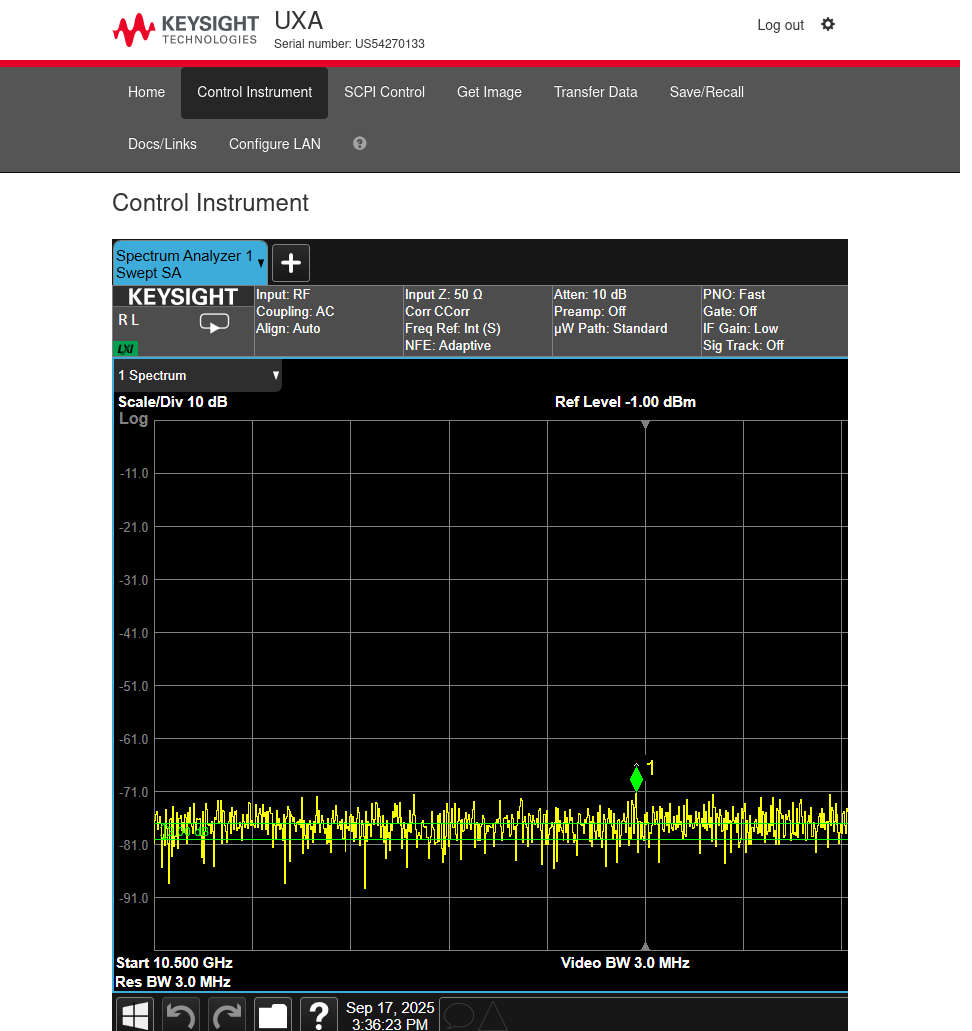 KEYSIGHT
TECHNOLOGIES
UXA
Serial number: US54270133
Log out
Home
Control Instrument
SCPI Control
Get Image
Transfer Data
Save/Recall
Docs/Links
Configure LAN
?
Control Instrument
Spectrum Analyzer 1
Swept SA
KEYSIGHT
R L
LXI
Input: RF
Coupling: AC
Align: Auto
Input Z: 50 Ω
Corr CCorr
Freq Ref: Int (S)
NFE: Adaptive
Atten: 10 dB
Preamp: Off
µW Path: Standard
PNO: Fast
Gate: Off
IF Gain: Low
Sig Track: Off
1 Spectrum
Scale/Div 10 dB
Ref Level -1.00 dBm
Log
-11.0
-21.0
-31.0
-41.0
-51.0
-61.0
1
-71.0
-81.0
-91.0
Start 10.500 GHz
Video BW 3.0 MHz
Res BW 3.0 MHz
?
Sep 17, 2025
3:36:23 PM